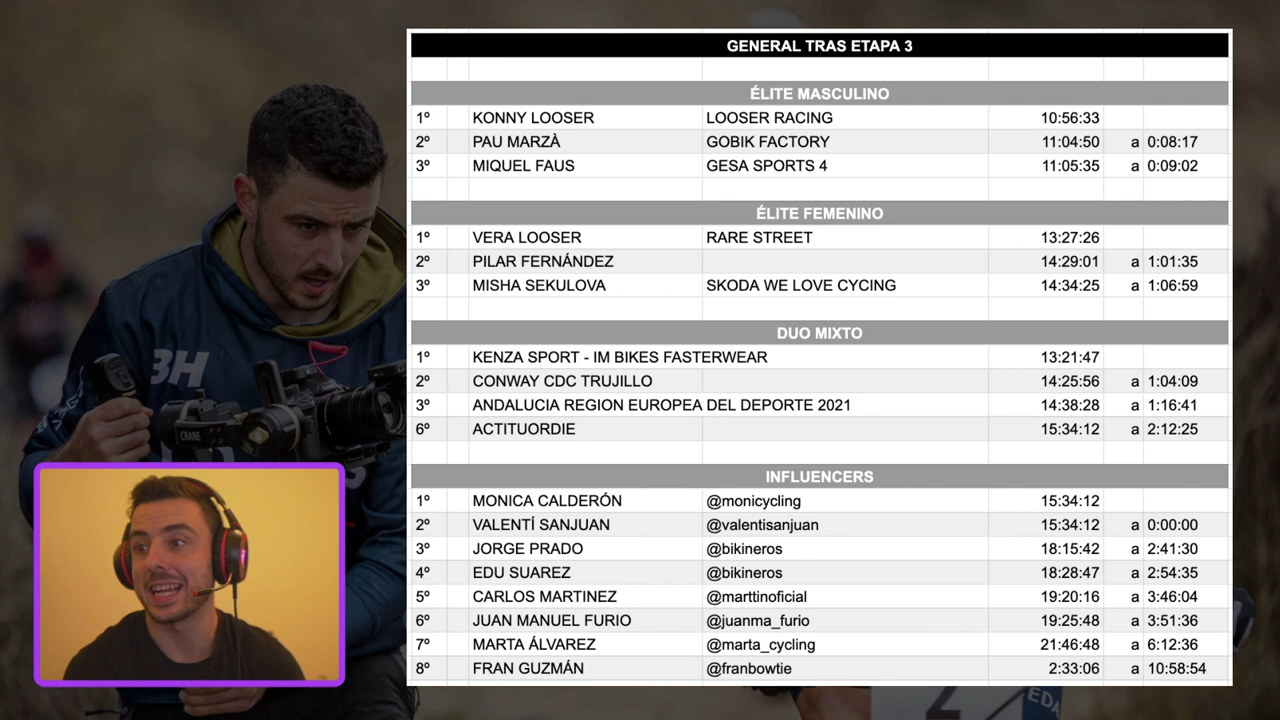 GENERAL TRAS ETAPA 3
ÉLITE MASCULINO
1º KONNY LOOSER LOOSER RACING 10:56:33
2º PAU MARZÀ GOBIK FACTORY 11:04:50 a 0:08:17
3º MIQUEL FAUS GESA SPORTS 4 11:05:35 a 0:09:02
ÉLITE FEMENINO
1º VERA LOOSER RARE STREET 13:27:26
2º PILAR FERNÁNDEZ 14:29:01 a 1:01:35
3º MISHA SEKULOVA SKODA WE LOVE CYCING 14:34:25 a 1:06:59
DUO MIXTO
1º KENZA SPORT - IM BIKES FASTERWEAR 13:21:47
2º CONWAY CDC TRUJILLO 14:25:56 a 1:04:09
3º ANDALUCIA REGION EUROPEA DEL DEPORTE 2021 14:38:28 a 1:16:41
6º ACTITUORDIE 15:34:12 a 2:12:25
INFLUENCERS
1º MONICA CALDERÓN @monicycling 15:34:12
2º VALENTÍ SANJUAN @valentisanjuan 15:34:12 a 0:00:00
3º JORGE PRADO @bikineros 18:15:42 a 2:41:30
4º EDU SUAREZ @bikineros 18:28:47 a 2:54:35
5º CARLOS MARTINEZ @marttinoficial 19:20:16 a 3:46:04
6º JUAN MANUEL FURIO @juanma_furio 19:25:48 a 3:51:36
7º MARTA ÁLVAREZ @marta_cycling 21:46:48 a 6:12:36
8º FRAN GUZMÁN @franbowtie 2:33:06 a 10:58:54
3H
CRANE
2
EDA